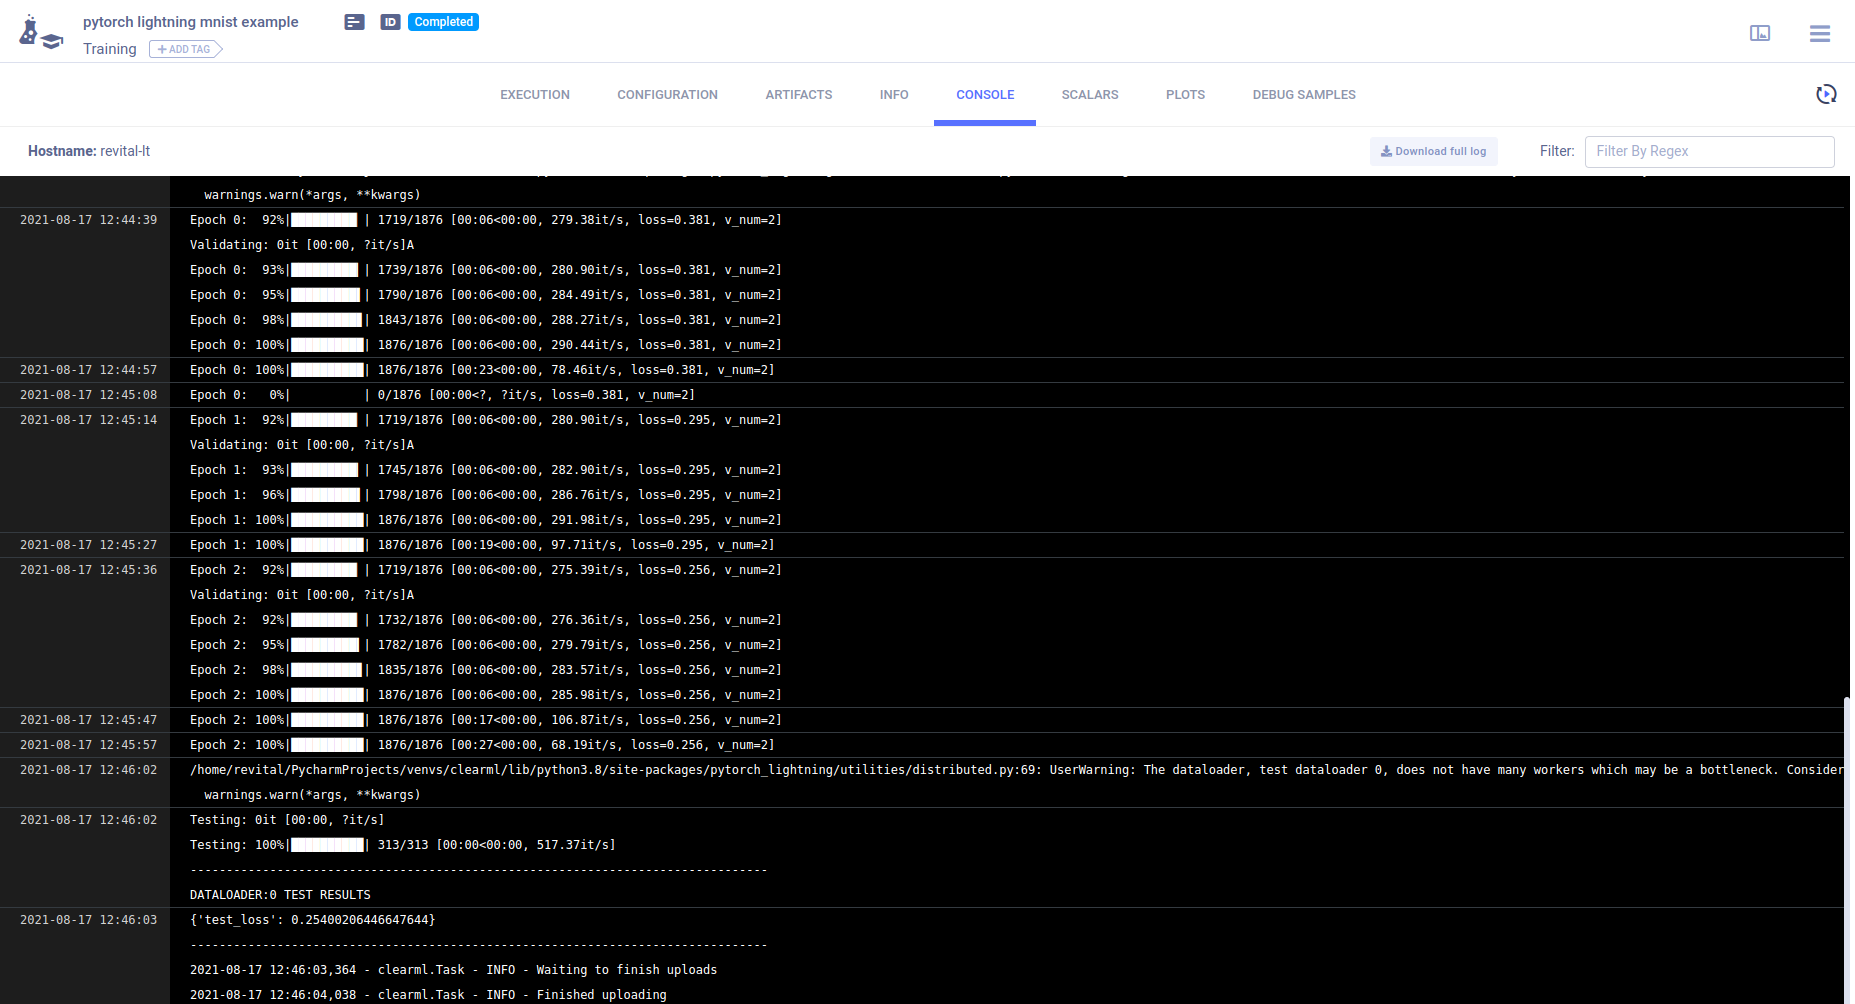 pytorch lightning mnist example
ID
Completed
Training
ADD TAG
EXECUTION
CONFIGURATION
ARTIFACTS
INFO
CONSOLE
SCALARS
PLOTS
DEBUG SAMPLES
Hostname: revital-lt
Download full log
Filter:
Filter By Regex
warnings.warn(*args, **kwargs)
2021-08-17 12:44:39 Epoch 0:  92%|█████████ | 1719/1876 [00:06<00:00, 279.38it/s, loss=0.381, v_num=2]
Validating: 0it [00:00, ?it/s]A
Epoch 0:  93%|█████████ | 1739/1876 [00:06<00:00, 280.90it/s, loss=0.381, v_num=2]
Epoch 0:  95%|█████████▌| 1790/1876 [00:06<00:00, 284.49it/s, loss=0.381, v_num=2]
Epoch 0:  98%|█████████▊| 1843/1876 [00:06<00:00, 288.27it/s, loss=0.381, v_num=2]
Epoch 0: 100%|██████████| 1876/1876 [00:06<00:00, 290.44it/s, loss=0.381, v_num=2]
2021-08-17 12:44:57 Epoch 0: 100%|██████████| 1876/1876 [00:23<00:00, 78.46it/s, loss=0.381, v_num=2]
2021-08-17 12:45:08 Epoch 0:   0%|          | 0/1876 [00:00<?, ?it/s, loss=0.381, v_num=2]
2021-08-17 12:45:14 Epoch 1:  92%|█████████ | 1719/1876 [00:06<00:00, 280.90it/s, loss=0.295, v_num=2]
Validating: 0it [00:00, ?it/s]A
Epoch 1:  93%|█████████ | 1745/1876 [00:06<00:00, 282.90it/s, loss=0.295, v_num=2]
Epoch 1:  96%|█████████▌| 1798/1876 [00:06<00:00, 286.76it/s, loss=0.295, v_num=2]
Epoch 1: 100%|██████████| 1876/1876 [00:06<00:00, 291.98it/s, loss=0.295, v_num=2]
2021-08-17 12:45:27 Epoch 1: 100%|██████████| 1876/1876 [00:19<00:00, 97.71it/s, loss=0.295, v_num=2]
2021-08-17 12:45:36 Epoch 2:  92%|█████████ | 1719/1876 [00:06<00:00, 275.39it/s, loss=0.256, v_num=2]
Validating: 0it [00:00, ?it/s]A
Epoch 2:  92%|█████████ | 1732/1876 [00:06<00:00, 276.36it/s, loss=0.256, v_num=2]
Epoch 2:  95%|█████████▌| 1782/1876 [00:06<00:00, 279.79it/s, loss=0.256, v_num=2]
Epoch 2:  98%|█████████▊| 1835/1876 [00:06<00:00, 283.57it/s, loss=0.256, v_num=2]
Epoch 2: 100%|██████████| 1876/1876 [00:06<00:00, 285.98it/s, loss=0.256, v_num=2]
2021-08-17 12:45:47 Epoch 2: 100%|██████████| 1876/1876 [00:17<00:00, 106.87it/s, loss=0.256, v_num=2]
2021-08-17 12:45:57 Epoch 2: 100%|██████████| 1876/1876 [00:27<00:00, 68.19it/s, loss=0.256, v_num=2]
2021-08-17 12:46:02 /home/revital/PycharmProjects/venvs/clearml/lib/python3.8/site-packages/pytorch_lightning/utilities/distributed.py:69: UserWarning: The dataloader, test dataloader 0, does not have many workers which may be a bottleneck. Consider
warnings.warn(*args, **kwargs)
2021-08-17 12:46:02 Testing: 0it [00:00, ?it/s]
Testing: 100%|██████████| 313/313 [00:00<00:00, 517.37it/s]
--------------------------------------------------------------------------------
DATALOADER:0 TEST RESULTS
2021-08-17 12:46:03 {'test_loss': 0.25400206446647644}
--------------------------------------------------------------------------------
2021-08-17 12:46:03,364 - clearml.Task - INFO - Waiting to finish uploads
2021-08-17 12:46:04,038 - clearml.Task - INFO - Finished uploading